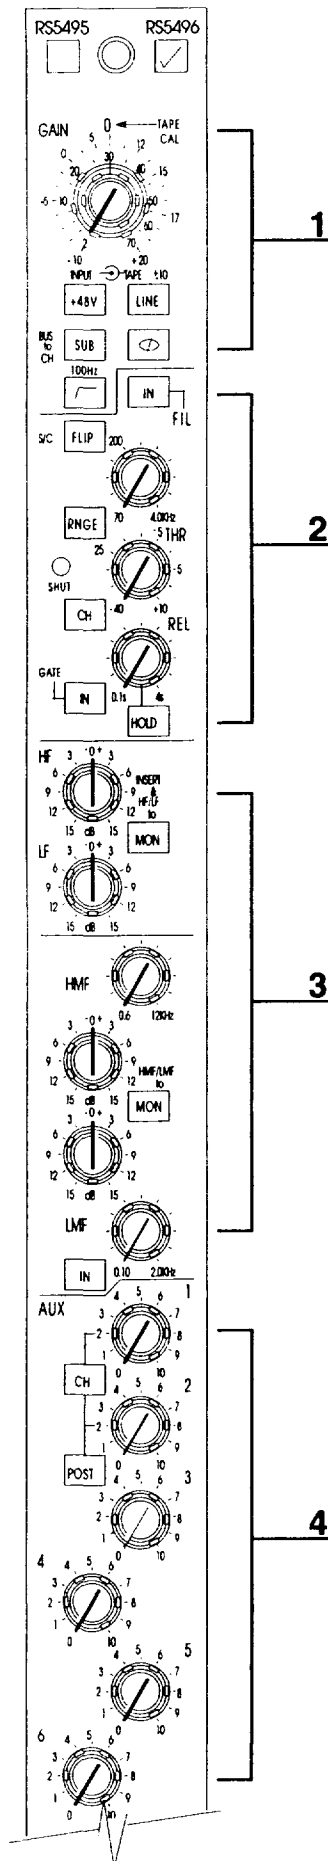 RS5495 RS5496
GAIN
0 TAPE CAL
5 12
0 30 15
20 40
-5 10 50 17
60
2 70
-10 +20
INPUT TAPE ±10
+48V LINE
BUS to CH SUB
100Hz
IN
FIL
S/C FLIP
200
70 4.0KHz
RNGE
5 THR
25 -5
-40 +10
SHUT
CH
REL
0.1s 4s
GATE
IN
HOLD
HF
-0+
3 3
6 6
9 9
12 12
15 dB 15
INSERT & HF/LF to
MON
LF
-0+
3 3
6 6
9 9
12 12
15 dB 15
HMF
0.6 12KHz
-0+
3 3
6 6
9 9
12 12
15 dB 15
HMF/LMF to
MON
-0+
3 3
6 6
9 9
12 12
15 dB 15
LMF
0.10 2.0KHz
IN
AUX
1
4 5 6
3 7
2 8
1 9
0 10
CH
2
4 5 6
3 7
2 8
1 9
0 10
POST
3
4 5 6
3 7
2 8
1 9
0 10
4
4 5 6
3 7
2 8
1 9
0 10
5
4 5 6
3 7
2 8
1 9
0 10
6
4 5 6
3 7
2 8
1 9
0 10
1
2
3
4